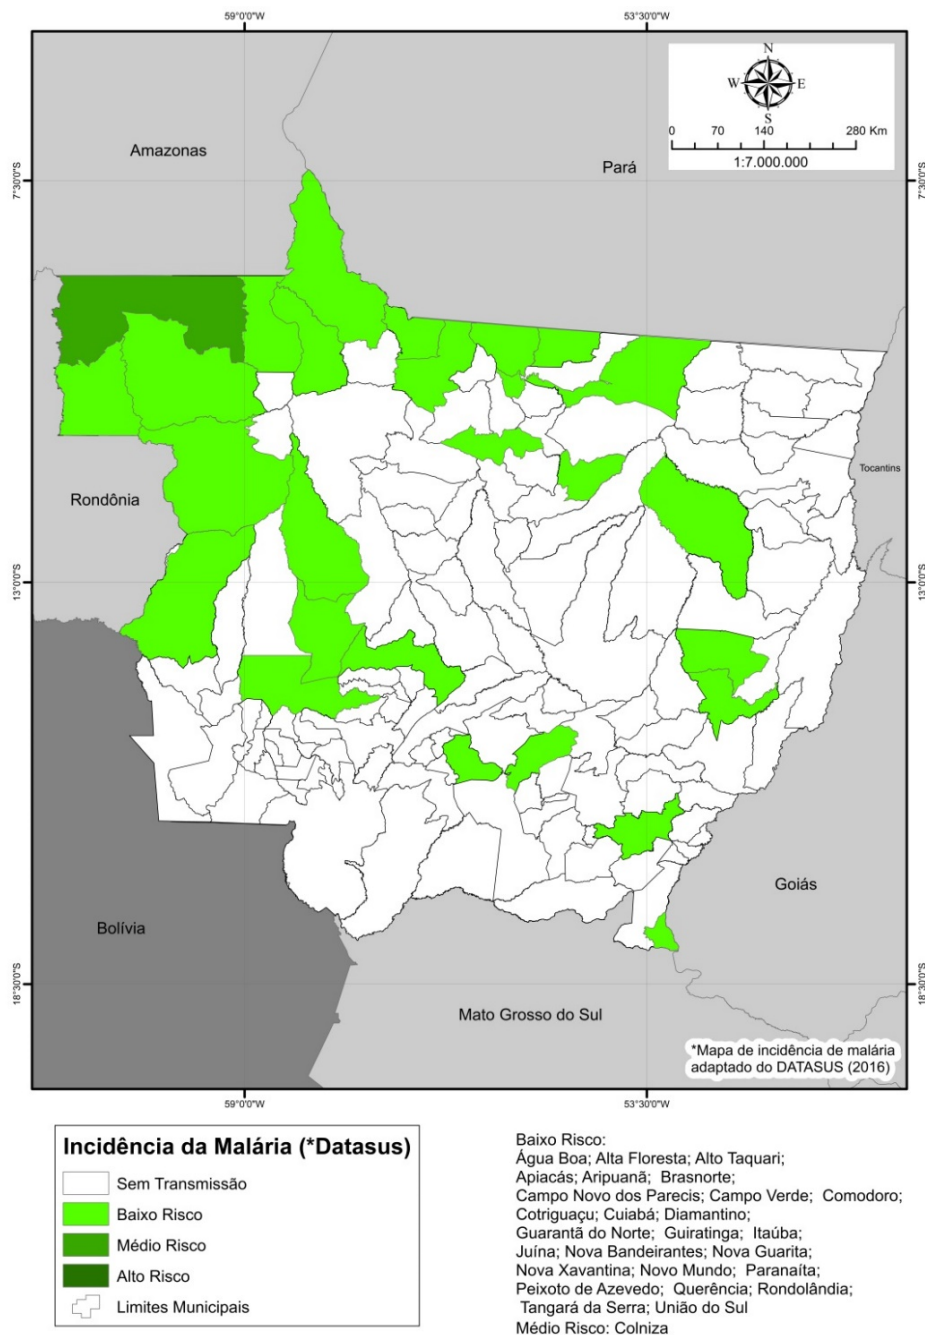 59°0'0"W
53°30'0"W
N
W
E
S
0 70 140 280 Km
1:7.000.000
Amazonas
Pará
7°30'0"S
7°30'0"S
Tocantins
Rondônia
13°0'0"S
13°0'0"S
Goiás
Bolívia
18°30'0"S
18°30'0"S
Mato Grosso do Sul
*Mapa de incidência de malária
adaptado do DATASUS (2016)
59°0'0"W
53°30'0"W
Incidência da Malária (*Datasus)
Sem Transmissão
Baixo Risco
Médio Risco
Alto Risco
Limites Municipais
Baixo Risco:
Água Boa; Alta Floresta; Alto Taquari;
Apiacás; Aripuanã; Brasnorte;
Campo Novo dos Parecis; Campo Verde; Comodoro;
Cotriguaçu; Cuiabá; Diamantino;
Guarantã do Norte; Guiratinga; Itaúba;
Juína; Nova Bandeirantes; Nova Guarita;
Nova Xavantina; Novo Mundo; Paranaíta;
Peixoto de Azevedo; Querência; Rondolândia;
Tangará da Serra; União do Sul
Médio Risco: Colniza